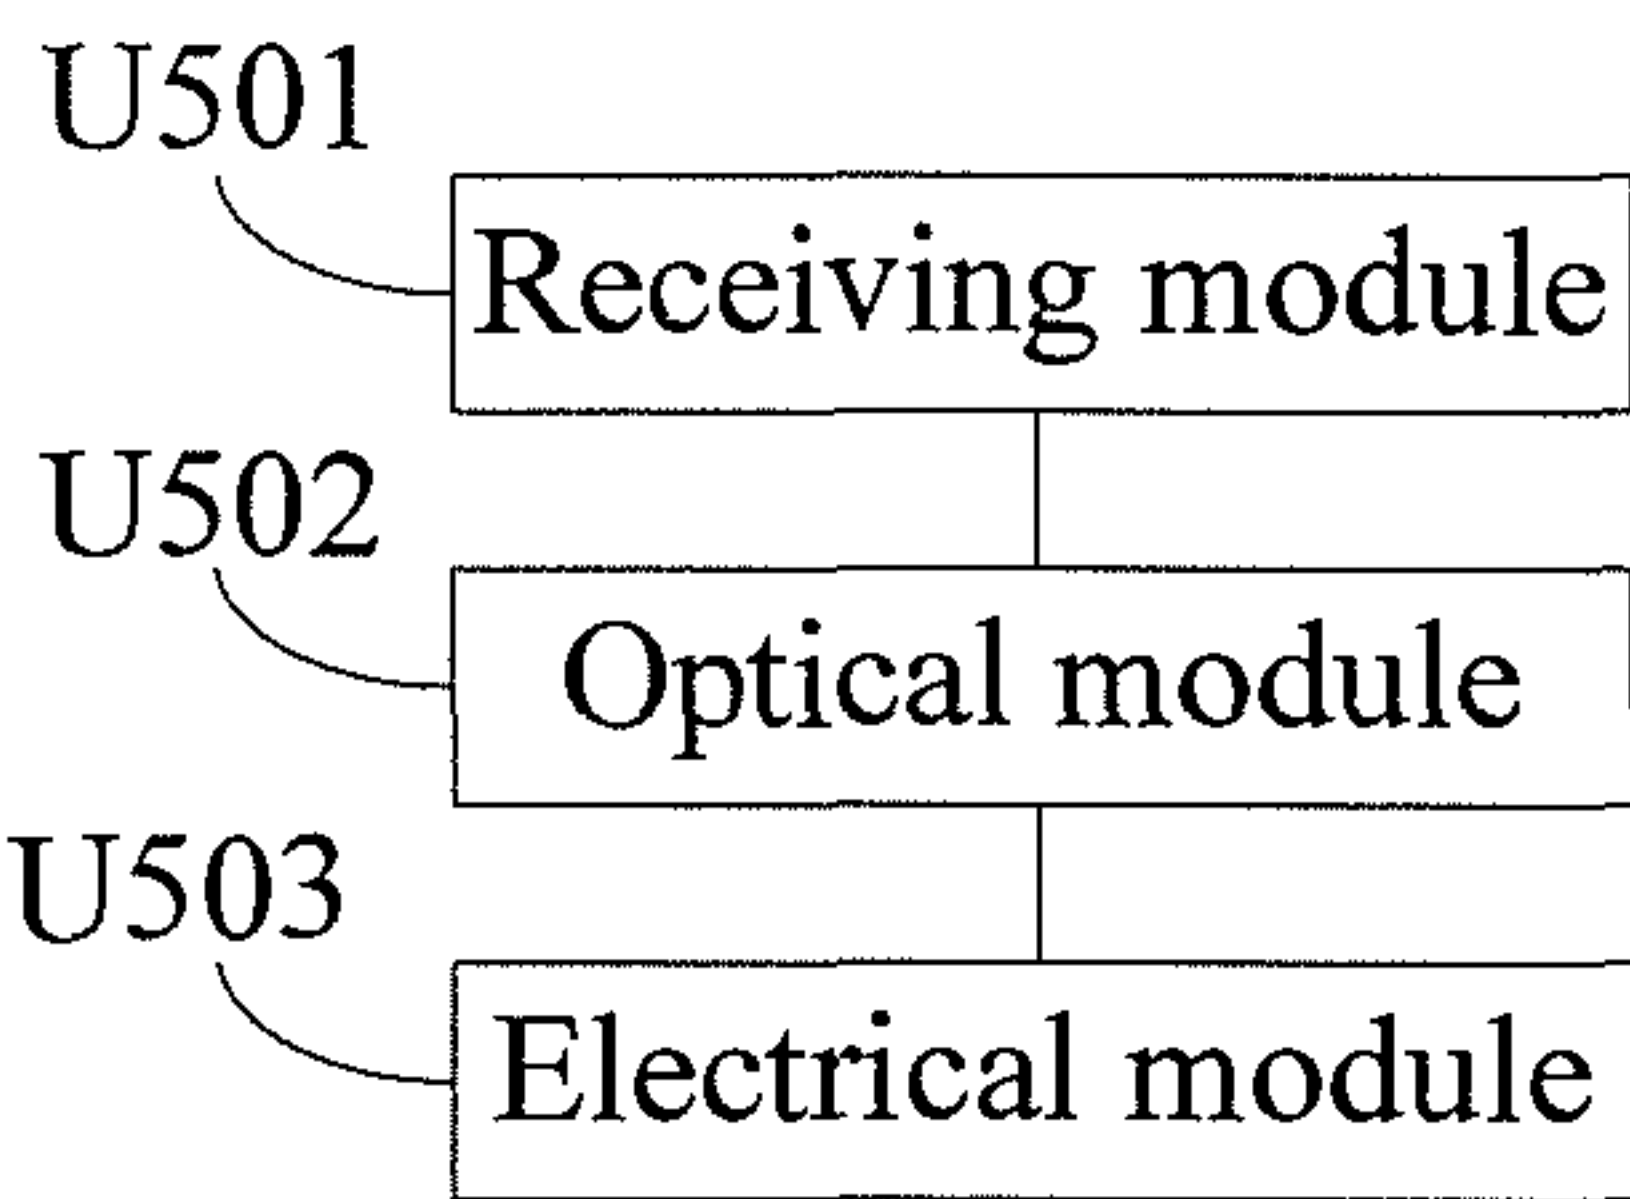 U501
Receiving module
U502
Optical module
U503
Electrical module